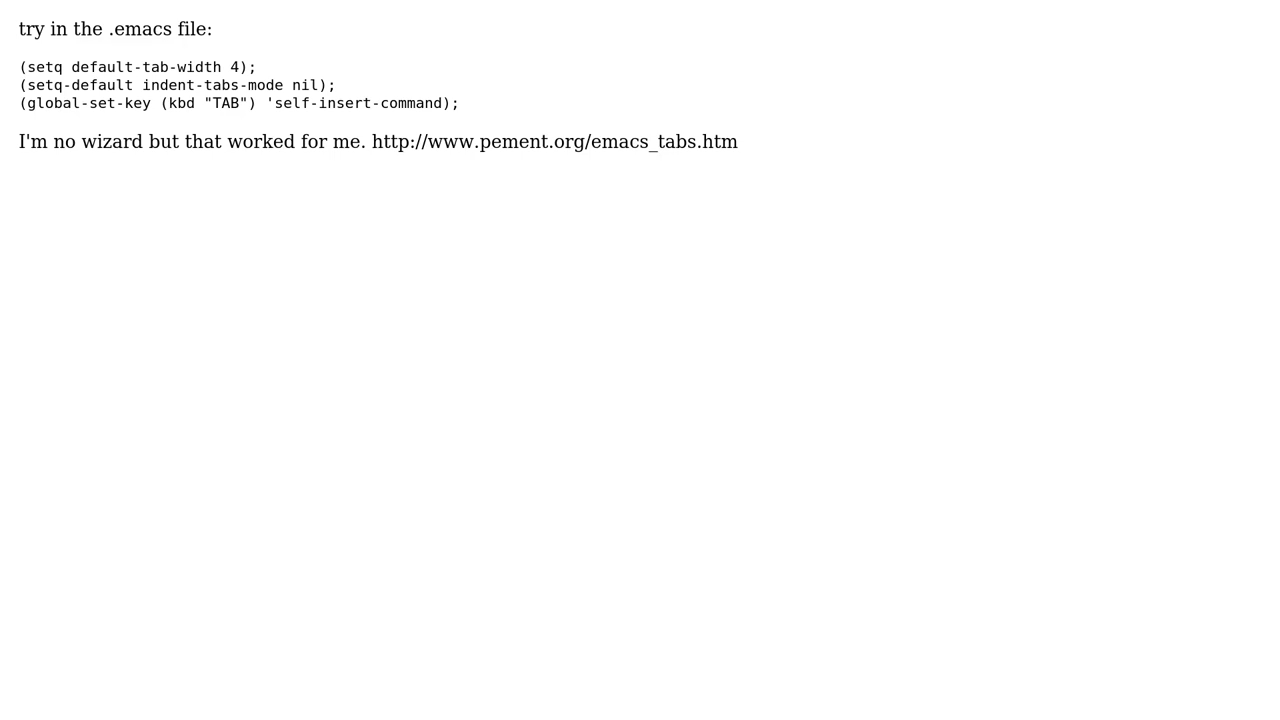 try in the .emacs file:
(setq default-tab-width 4);
(setq-default indent-tabs-mode nil);
(global-set-key (kbd "TAB") 'self-insert-command);
I'm no wizard but that worked for me. http://www.pement.org/emacs_tabs.htm